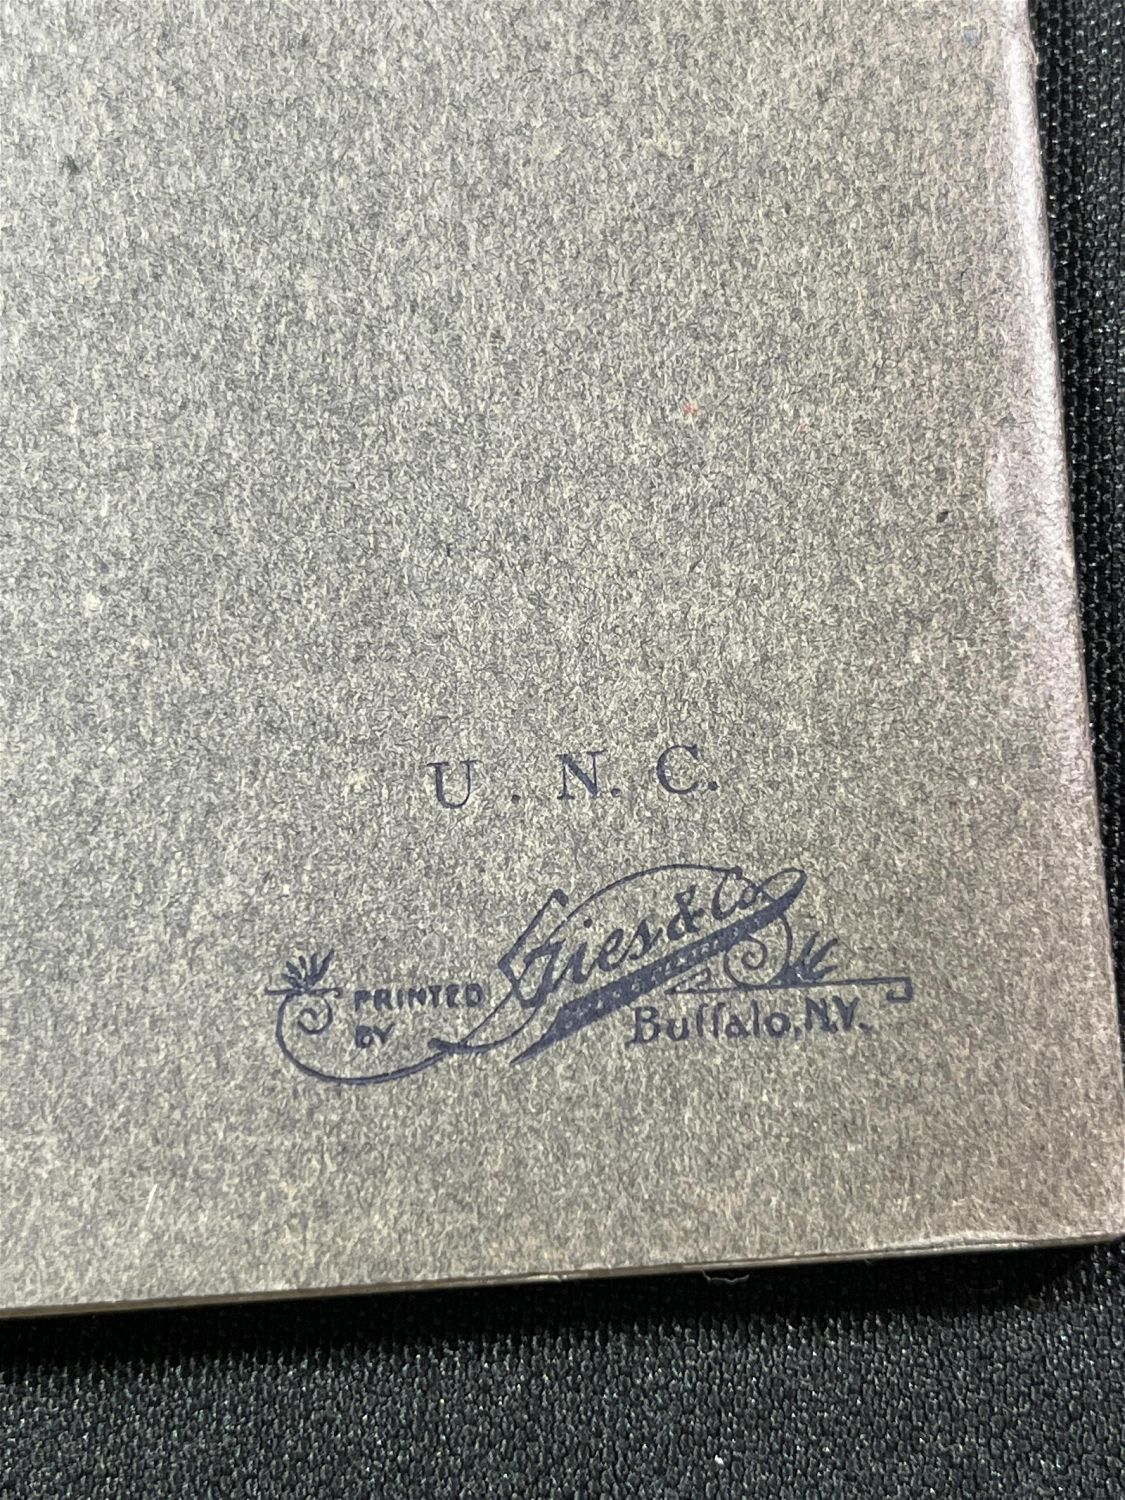 U. N. C.
PRINTED BY Gies & Co.
Buffalo, N.Y.